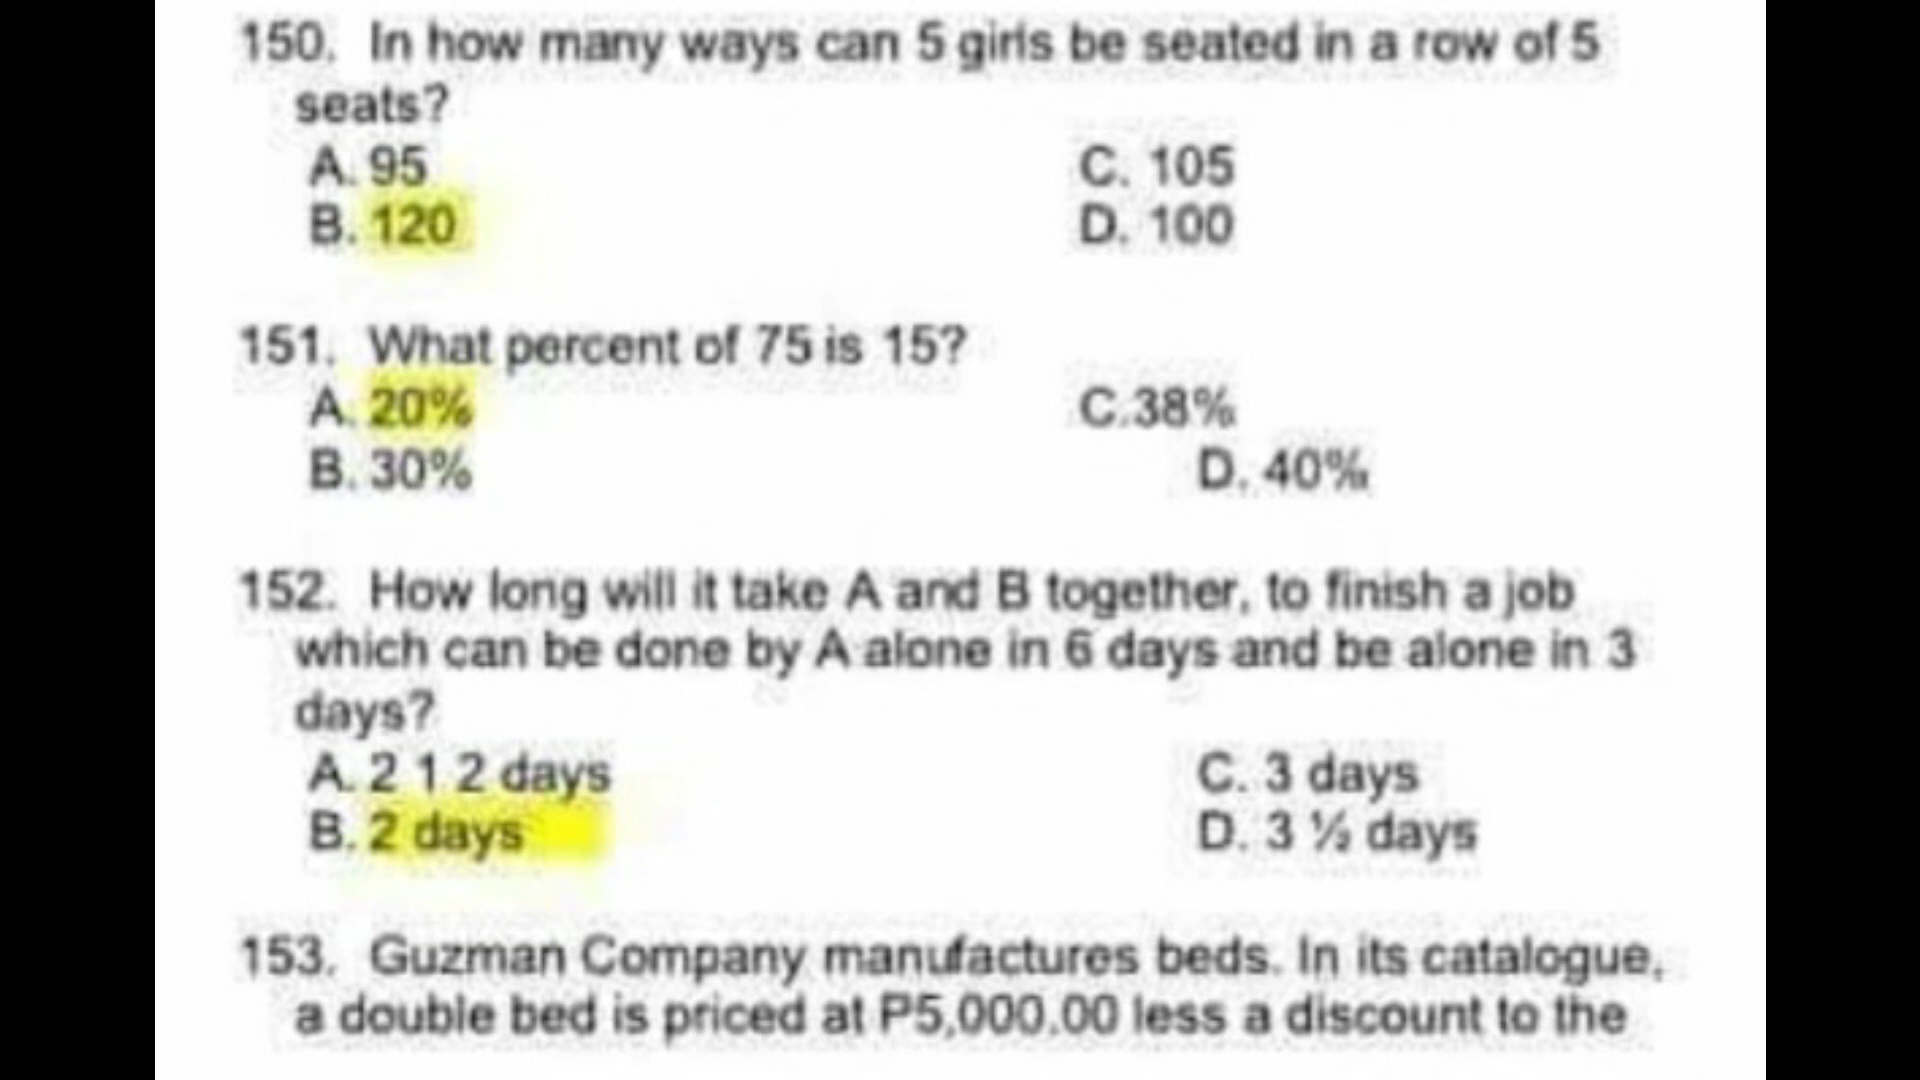 150. In how many ways can 5 girls be seated in a row of 5
seats?
A. 95 C. 105
B. 120 D. 100
151. What percent of 75 is 15?
A. 20% C.38%
B. 30% D. 40%
152. How long will it take A and B together, to finish a job
which can be done by A alone in 6 days and be alone in 3
days?
A. 2 1 2 days C. 3 days
B. 2 days D. 3 ½ days
153. Guzman Company manufactures beds. In its catalogue,
a double bed is priced at P5,000.00 less a discount to the